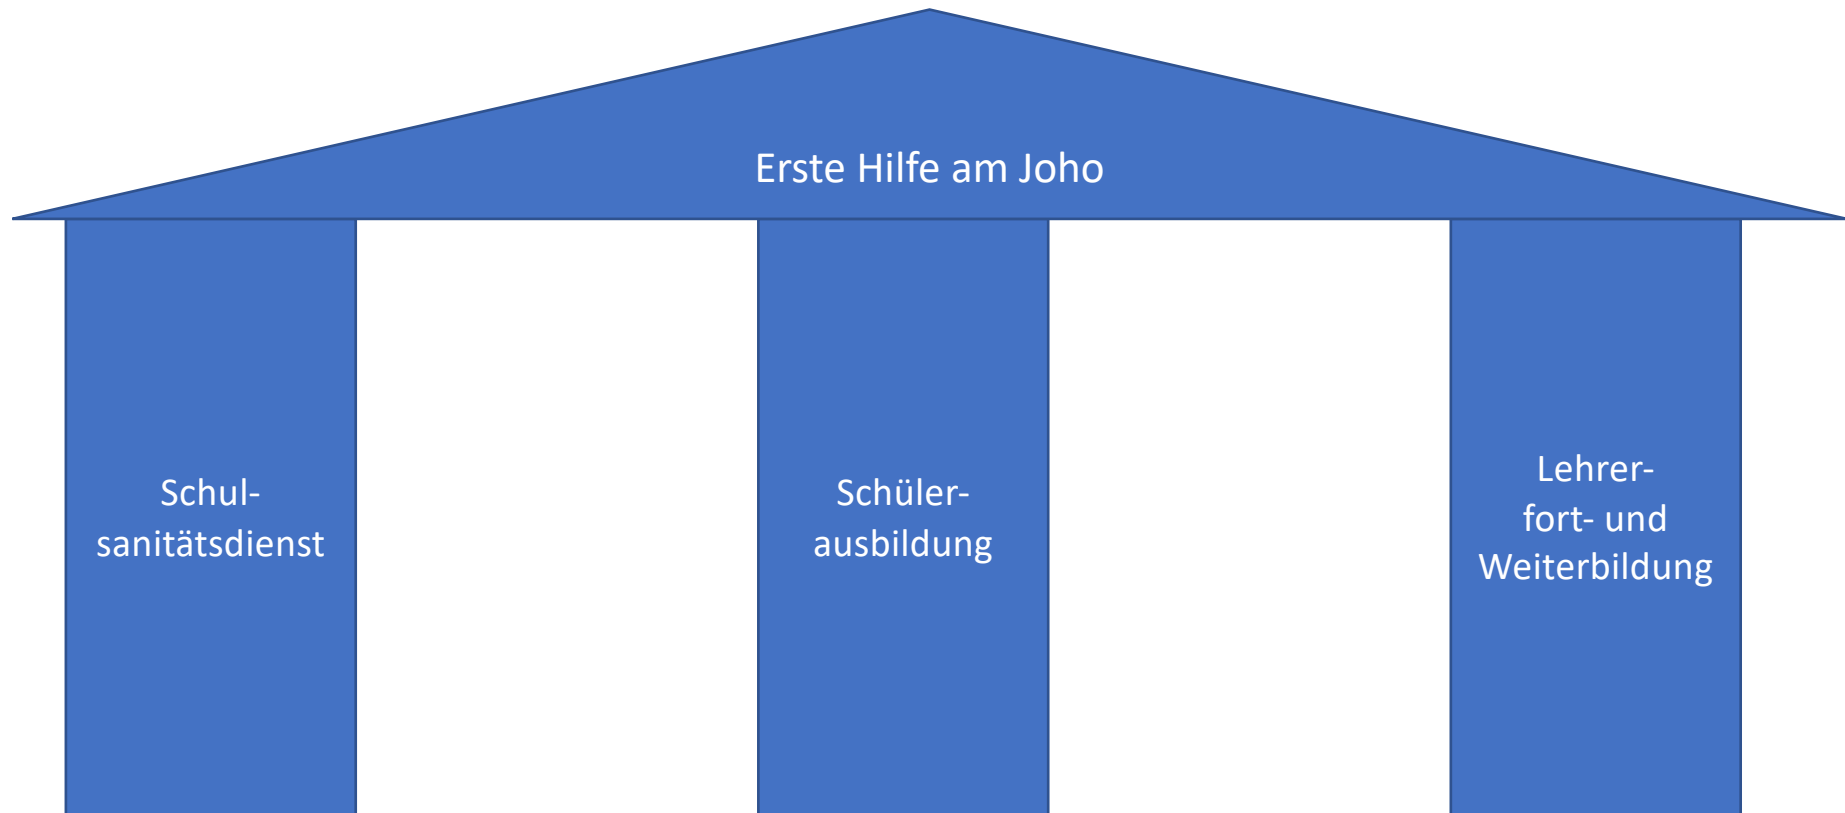 Erste Hilfe am Joho
Schul-
sanitätsdienst
Schüler-
ausbildung
Lehrer-
fort- und
Weiterbildung